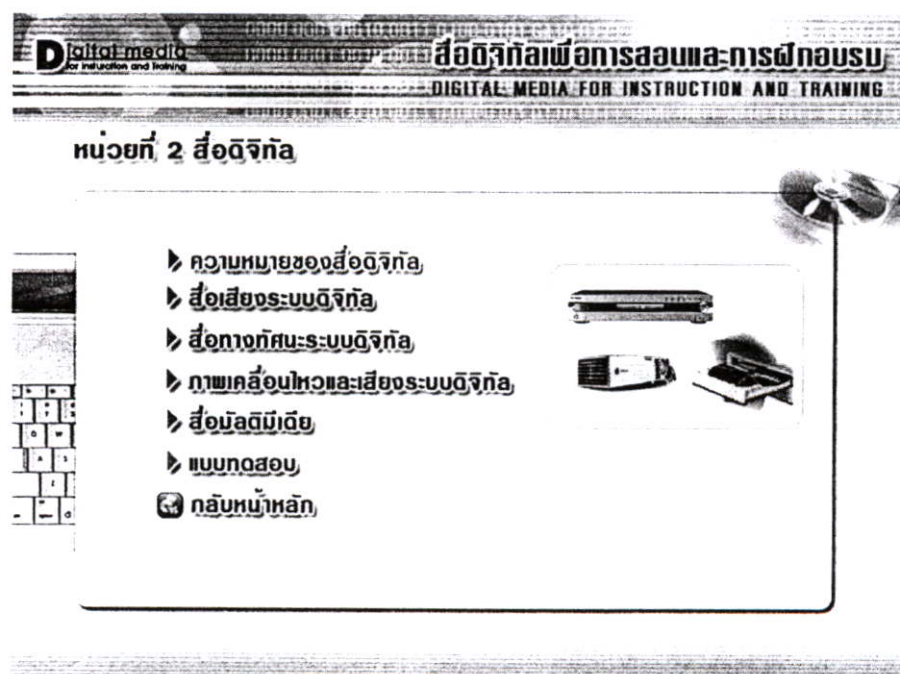 Digital media
for insturction and training
สื่อดิจิทัลเพื่อการสอนและการฝึกอบรม
DIGITAL MEDIA FOR INSTRUCTION AND TRAINING
หน่วยที่ 2 สื่อดิจิทัล
ความหมายของสื่อดิจิทัล
สื่อเสียงระบบดิจิทัล
สื่อทางทัศนะระบบดิจิทัล
ภาพเคลื่อนไหวและเสียงระบบดิจิทัล
สื่อมัลติมีเดีย
แบบทดสอบ
กลับหน้าหลัก